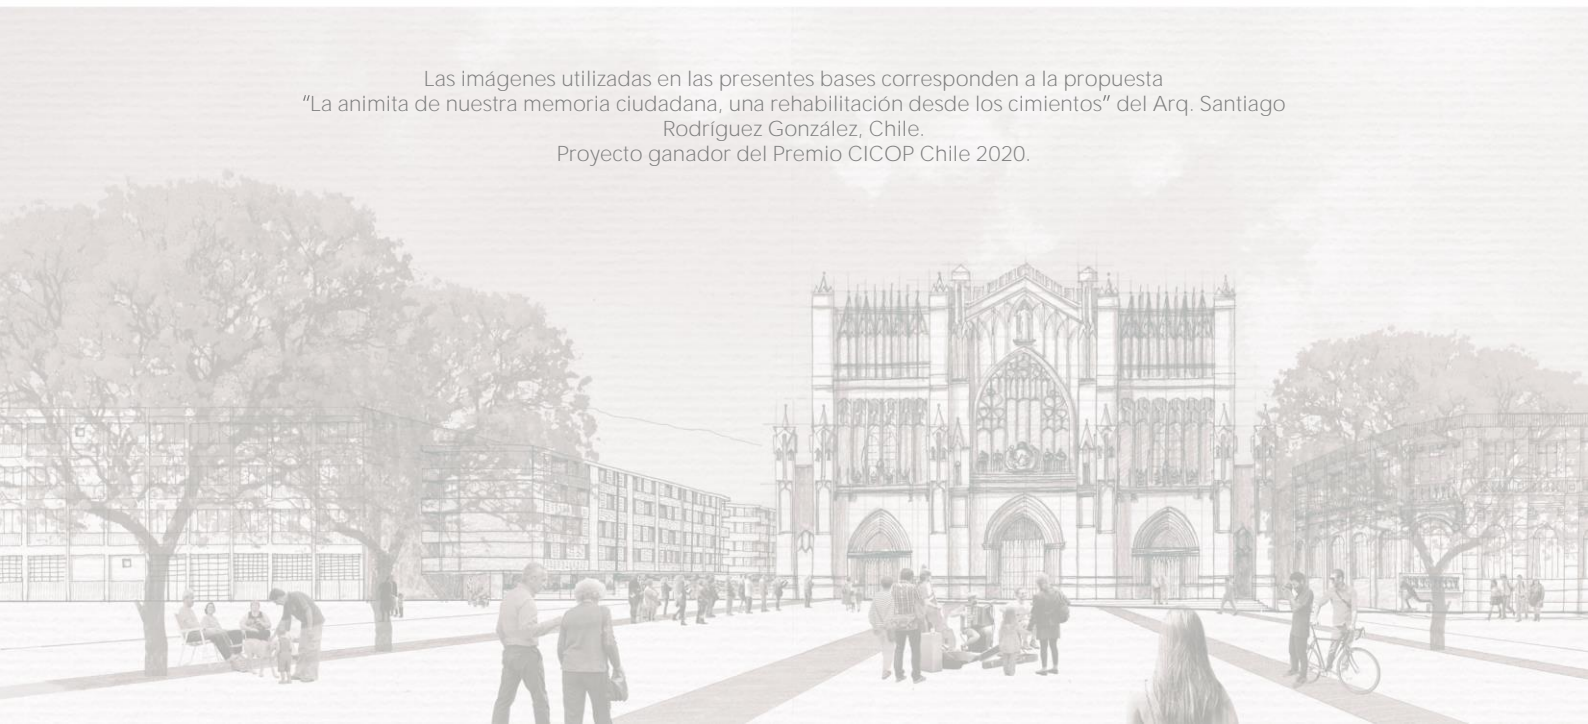 Las imágenes utilizadas en las presentes bases corresponden a la propuesta
"La animita de nuestra memoria ciudadana, una rehabilitación desde los cimientos" del Arq. Santiago
Rodríguez González, Chile.
Proyecto ganador del Premio CICOP Chile 2020.